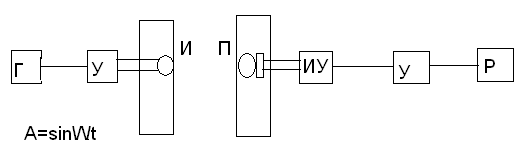 И П
Г У ИУ У Р
A=sinWt